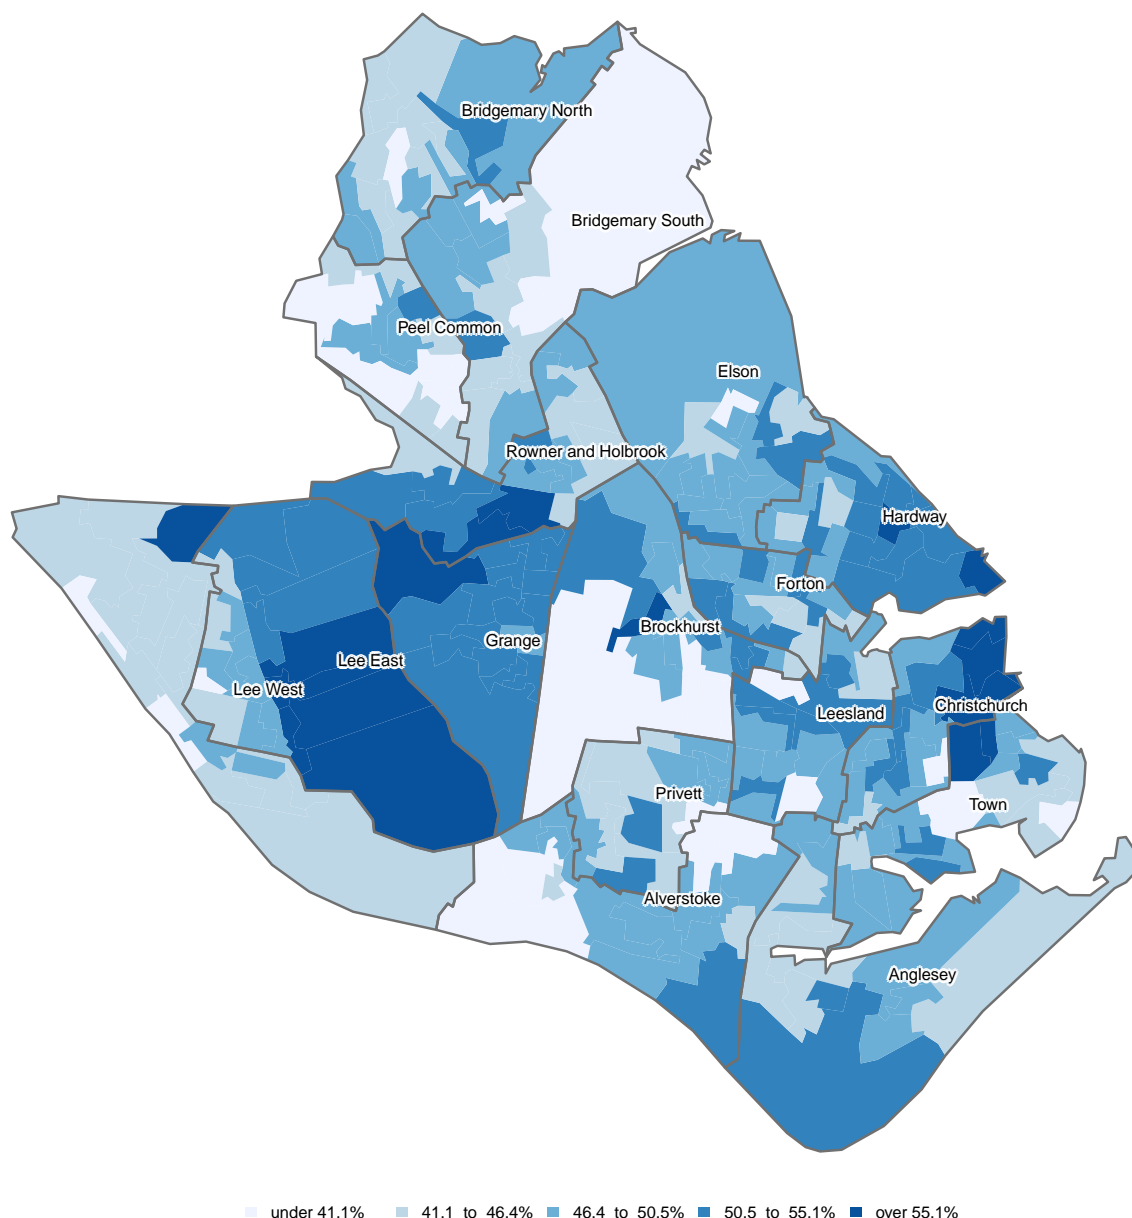 Bridgemary North
Bridgemary South
Peel Common
Elson
Rowner and Holbrook
Hardway
Forton
Brockhurst
Grange
Lee East
Lee West
Christchurch
Leesland
Privett
Town
Alverstoke
Anglesey
under 41.1% 41.1 to 46.4% 46.4 to 50.5% 50.5 to 55.1% over 55.1%